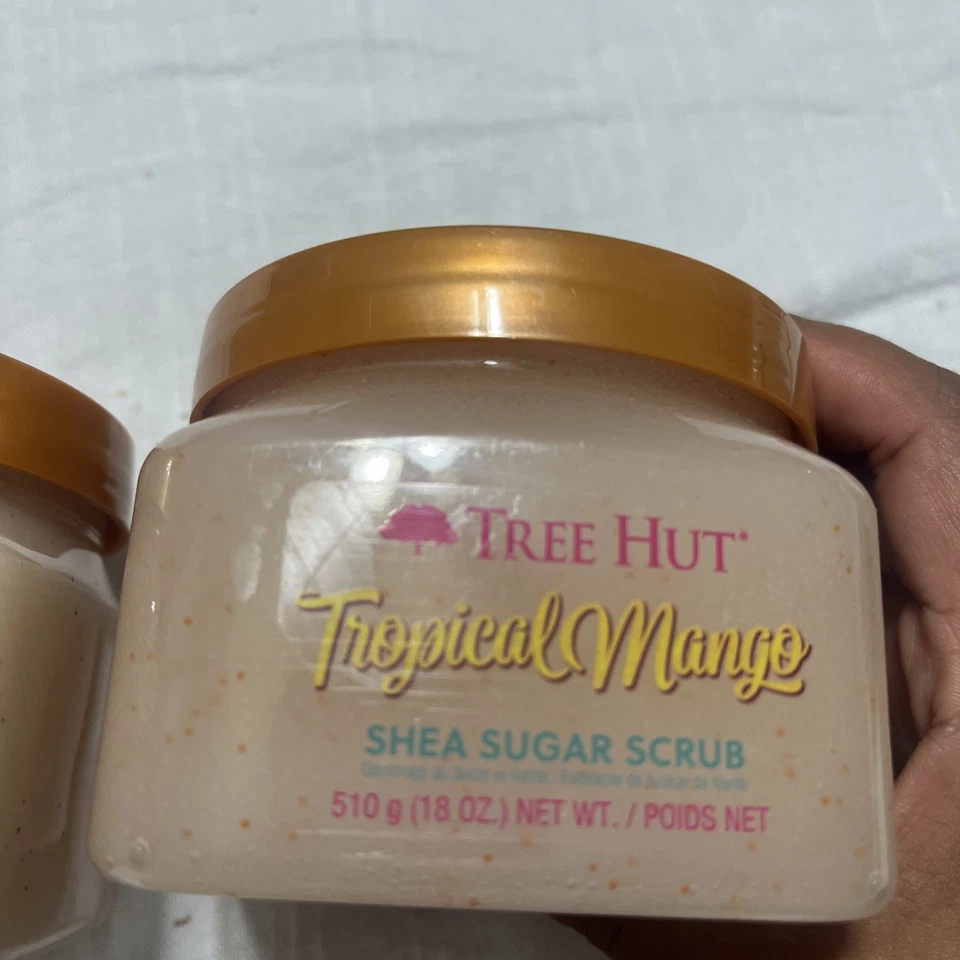 TREE HUT
Tropical Mango
SHEA SUGAR SCRUB
510 g (18 OZ.) NET WT. / POIDS NET